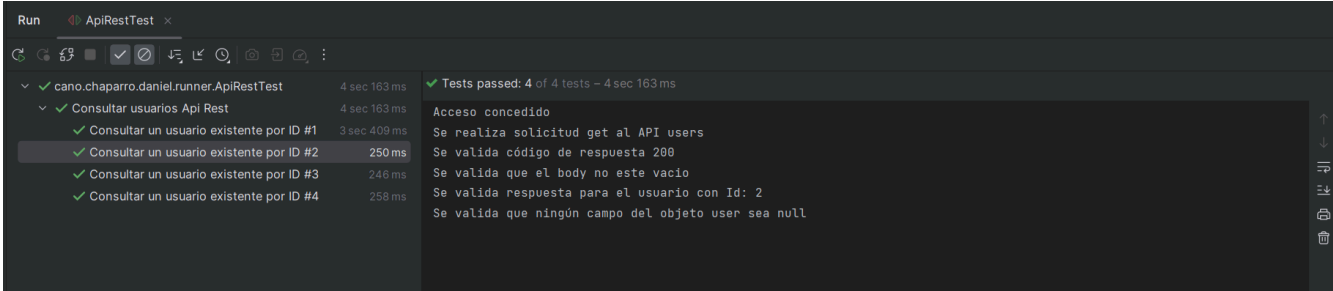 Run ApiRestTest
cano.chaparro.daniel.runner.ApiRestTest 4 sec 163 ms
Consultar usuarios Api Rest 4 sec 163 ms
Consultar un usuario existente por ID #1 3 sec 409 ms
Consultar un usuario existente por ID #2 250 ms
Consultar un usuario existente por ID #3 246 ms
Consultar un usuario existente por ID #4 258 ms
Tests passed: 4 of 4 tests – 4 sec 163 ms
Acceso concedido
Se realiza solicitud get al API users
Se valida código de respuesta 200
Se valida que el body no este vacio
Se valida respuesta para el usuario con Id: 2
Se valida que ningún campo del objeto user sea null